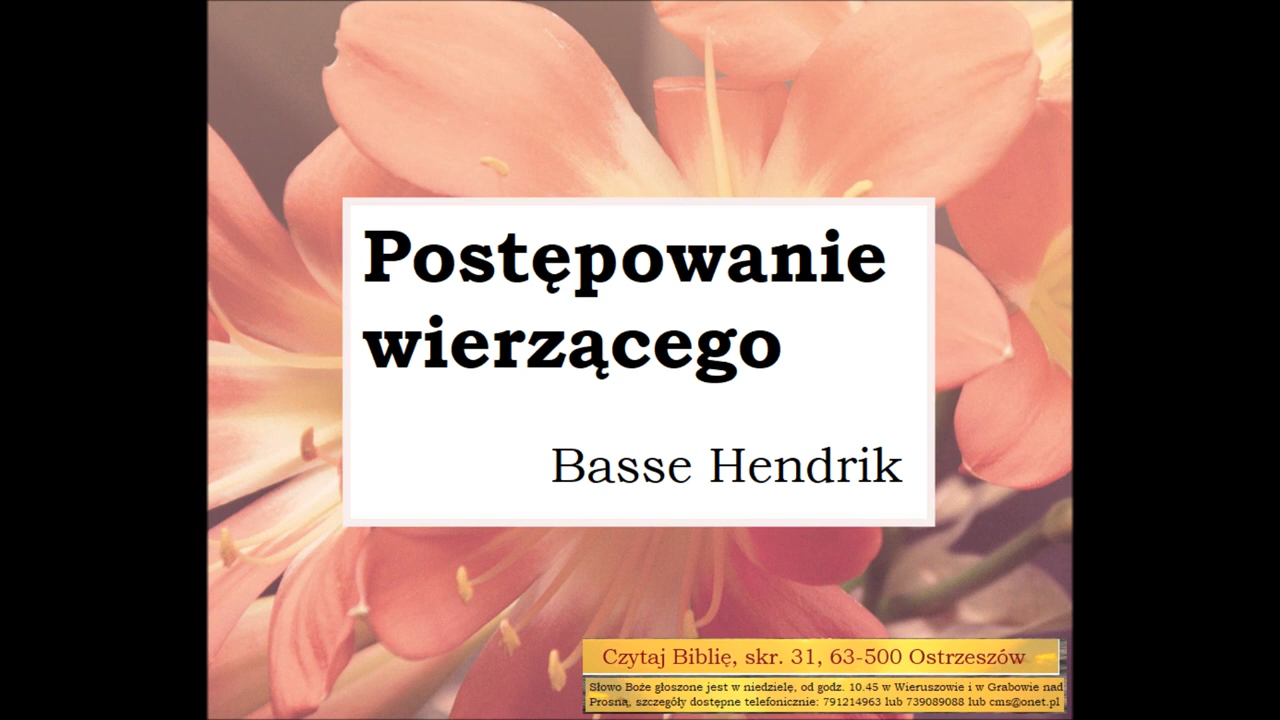 Postępowanie
wierzącego
Basse Hendrik
Czytaj Biblię, skr. 31, 63-500 Ostrzeszów
Słowo Boże głoszone jest w niedzielę, od godz. 10.45 w Wieruszowie i w Grabowie nad
Prosną, szczegóły dostępne telefonicznie: 791214963 lub 739089088 lub cms@onet.pl